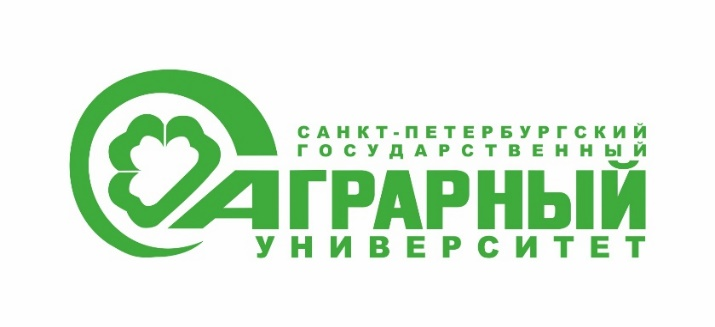 САНКТ-ПЕТЕРБУРГСКИЙ
ГОСУДАРСТВЕННЫЙ
АГРАРНЫЙ
УНИВЕРСИТЕТ